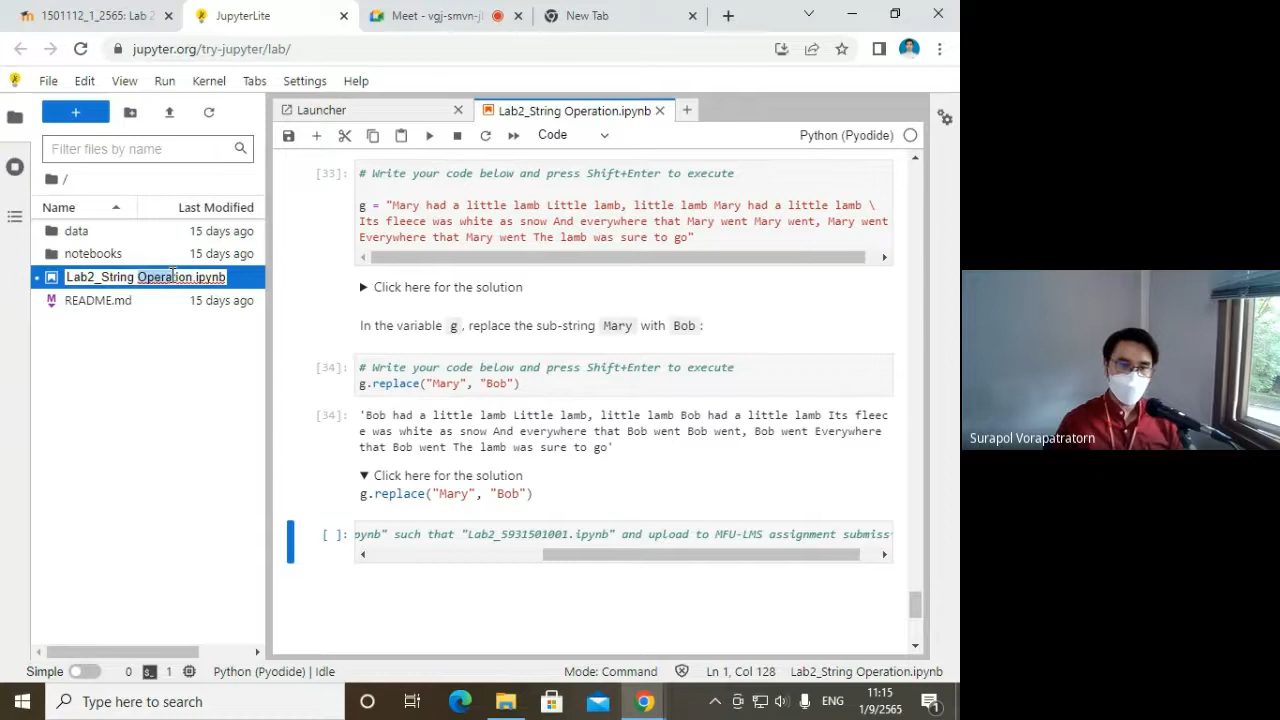 1501112_1_2565: Lab 2
JupyterLite
Meet - vgj-smvn-j
New Tab
jupyter.org/try-jupyter/lab/
File Edit View Run Kernel Tabs Settings Help
Launcher
Lab2_String Operation.ipynb
Filter files by name
Code
Python (Pyodide)
/
Name
Last Modified
data
15 days ago
notebooks
15 days ago
Lab2_String Operation.ipynb
README.md
15 days ago
[33]:
# Write your code below and press Shift+Enter to execute
g = "Mary had a little lamb Little lamb, little lamb Mary had a little lamb \
Its fleece was white as snow And everywhere that Mary went Mary went, Mary went
Everywhere that Mary went The lamb was sure to go"
Click here for the solution
In the variable g, replace the sub-string Mary with Bob:
[34]:
# Write your code below and press Shift+Enter to execute
g.replace("Mary", "Bob")
[34]:
'Bob had a little lamb Little lamb, little lamb Bob had a little lamb Its fleec
e was white as snow And everywhere that Bob went Bob went, Bob went Everywhere
that Bob went The lamb was sure to go'
Click here for the solution
g.replace("Mary", "Bob")
[ ]:
pynb" such that "Lab2_5931501001.ipynb" and upload to MFU-LMS assignment submiss
Surapol Vorapatratorn
Simple
0
1
Python (Pyodide) | Idle
Mode: Command
Ln 1, Col 128
Lab2_String Operation.ipynb
Type here to search
ENG
11:15
1/9/2565
1